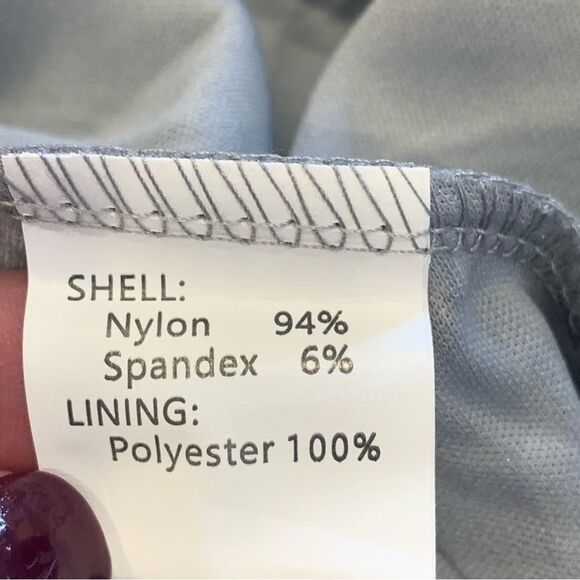 SHELL:
Nylon 94%
Spandex 6%
LINING:
Polyester 100%